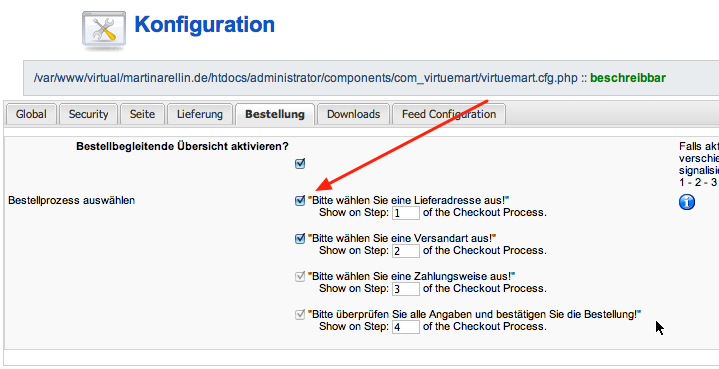 Konfiguration
/var/www/virtual/martinarellin.de/htdocs/administrator/components/com_virtuemart/virtuemart.cfg.php :: beschreibbar
Global Security Seite Lieferung Bestellung Downloads Feed Configuration
Bestellbegleitende Übersicht aktivieren?
Falls akt
verschie
signalisi
1 - 2 - 3
Bestellprozess auswählen
"Bitte wählen Sie eine Lieferadresse aus!"
Show on Step: 1 of the Checkout Process.
"Bitte wählen Sie eine Versandart aus!"
Show on Step: 2 of the Checkout Process.
"Bitte wählen Sie eine Zahlungsweise aus!"
Show on Step: 3 of the Checkout Process.
"Bitte überprüfen Sie alle Angaben und bestätigen Sie die Bestellung!"
Show on Step: 4 of the Checkout Process.